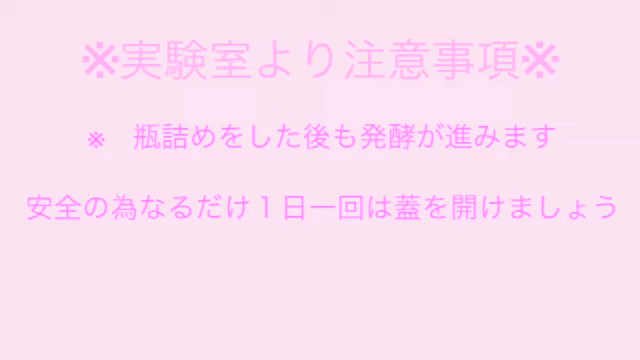 ※実験室より注意事項※
※　瓶詰めをした後も発酵が進みます
安全の為なるだけ１日一回は蓋を開けましょう